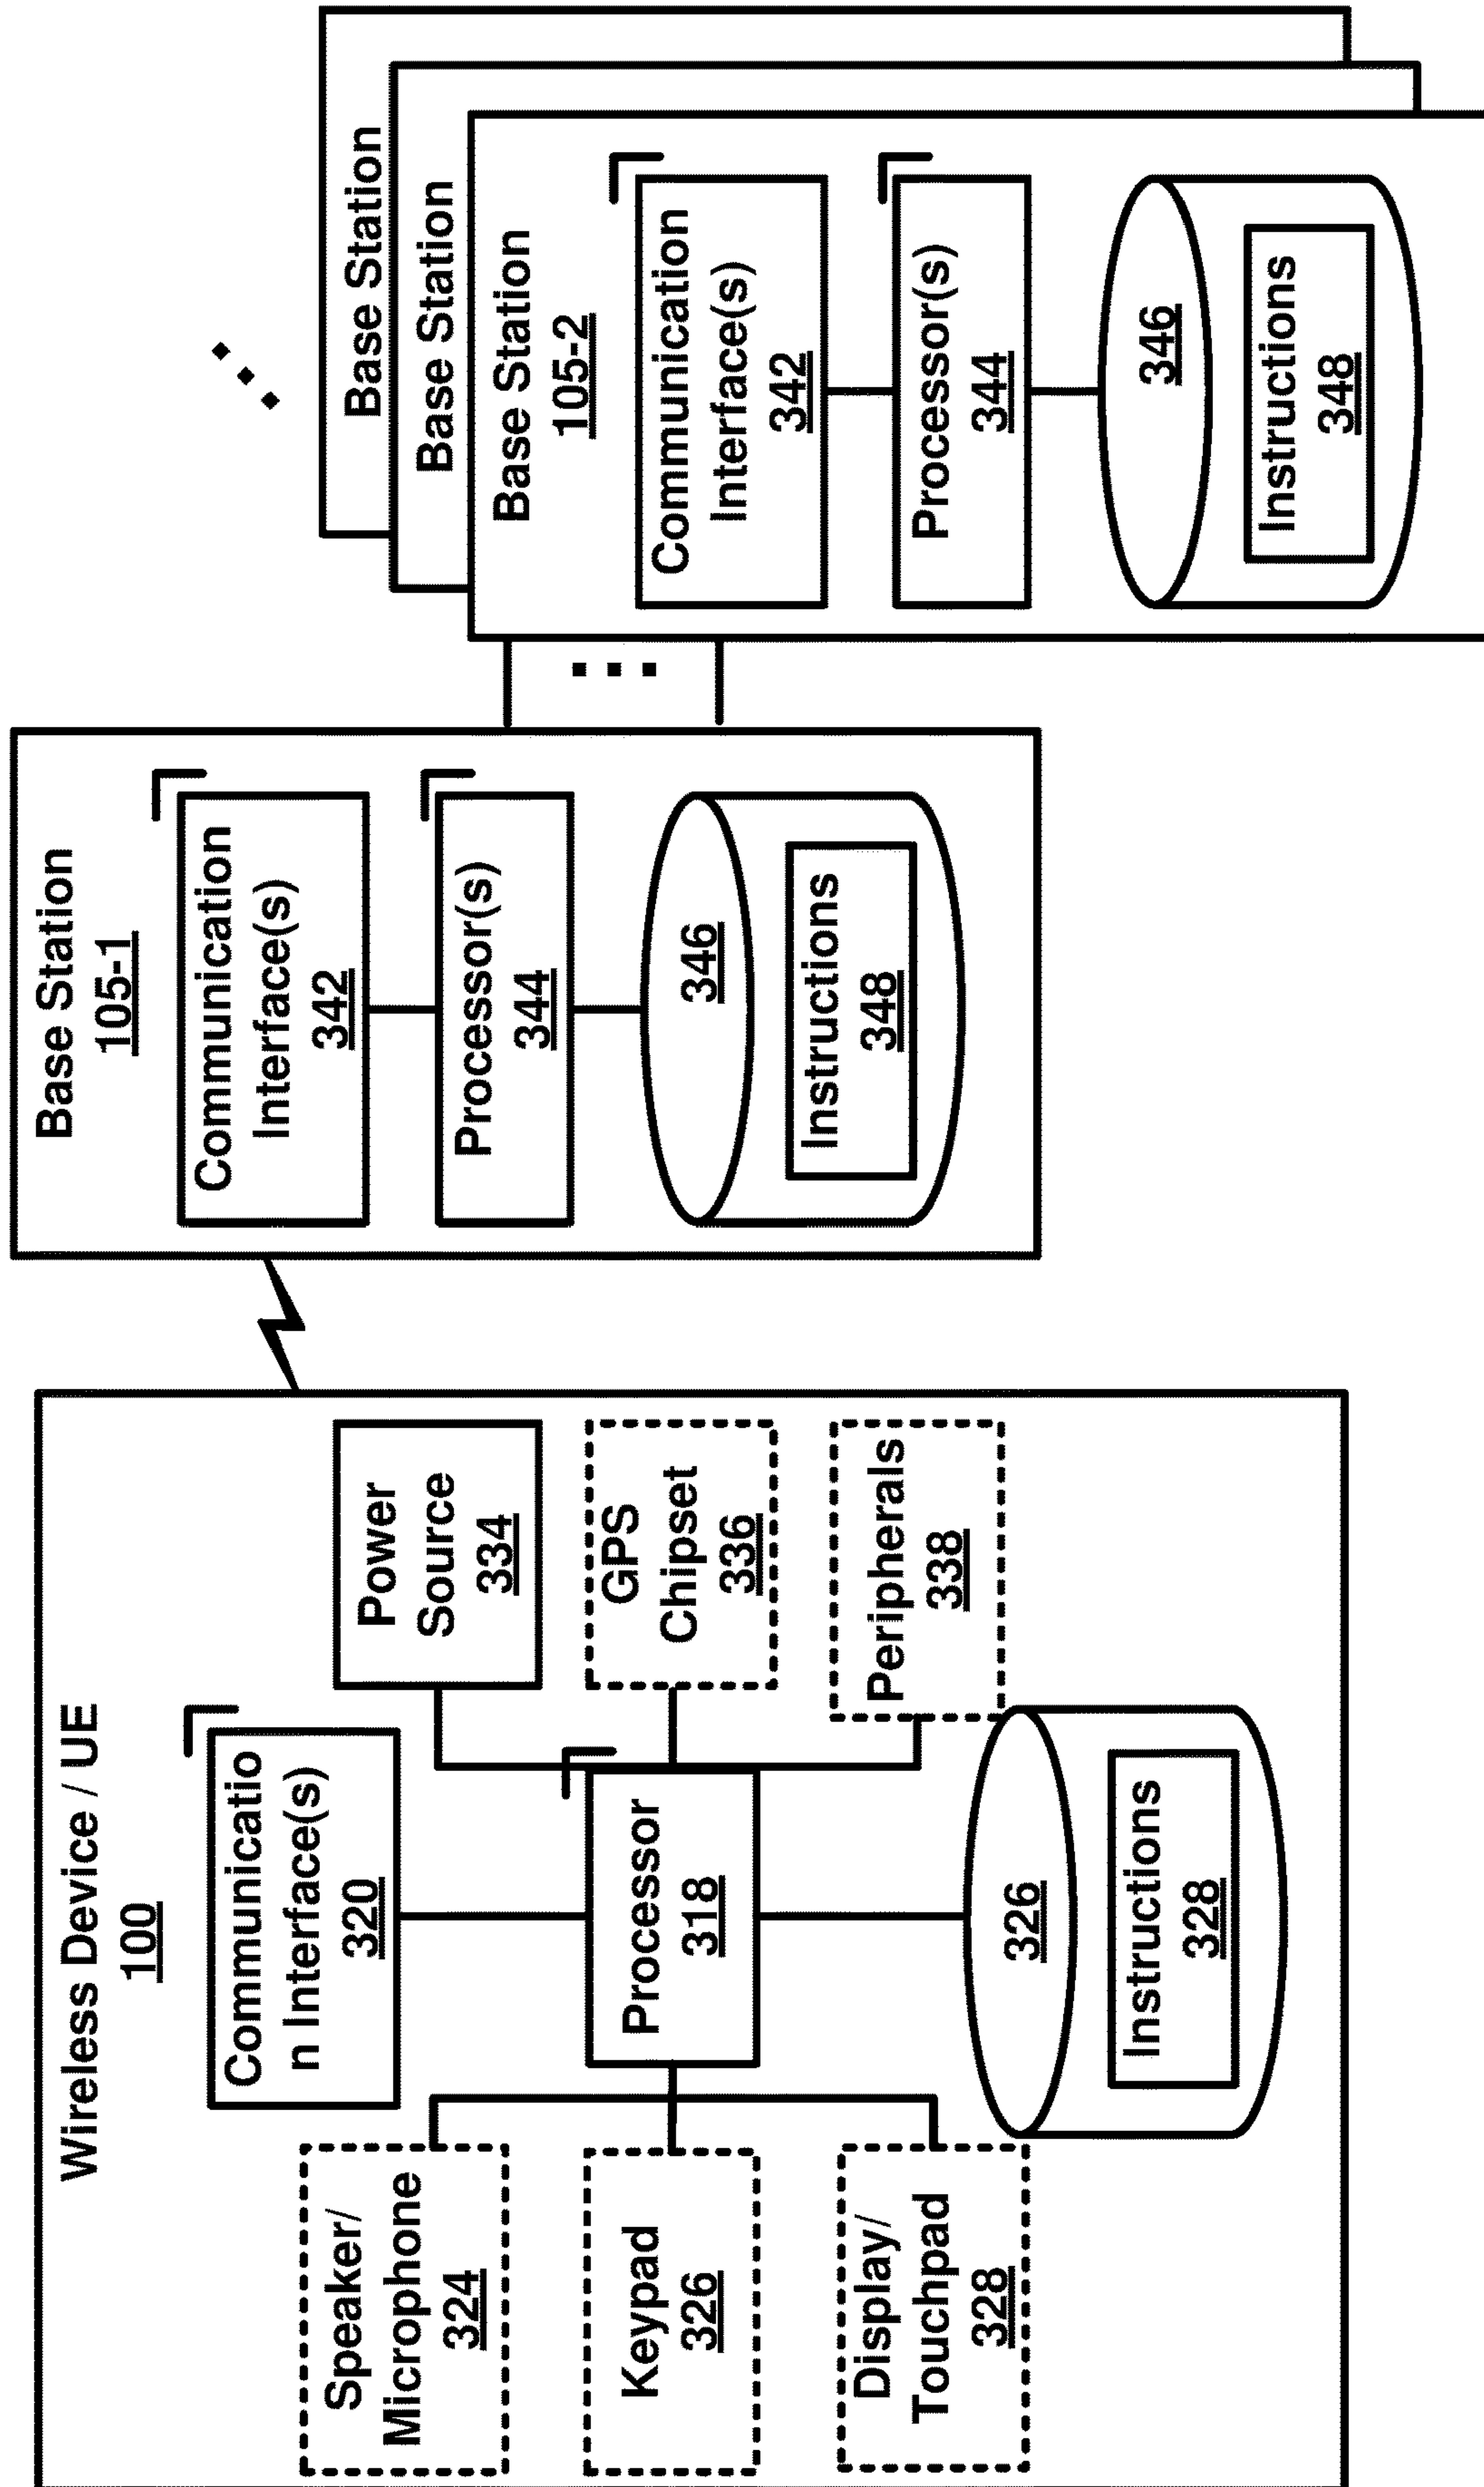 Wireless Device / UE
100
Communicatio
n Interface(s)
320
Speaker/
Microphone
324
Power
Source
334
Processor
318
Keypad
326
GPS
Chipset
336
Display/
Touchpad
328
Peripherals
338
326
Instructions
328
Base Station
105-1
Communication
Interface(s)
342
Processor(s)
344
346
Instructions
348
Base Station
Base Station
Base Station
105-2
Communication
Interface(s)
342
Processor(s)
344
346
Instructions
348